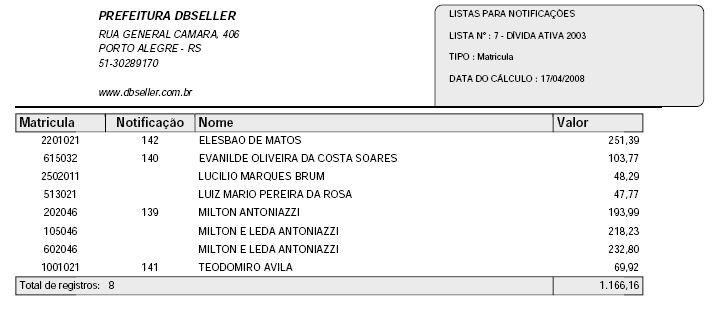 PREFEITURA DBSELLER
RUA GENERAL CAMARA, 406
PORTO ALEGRE - RS
51-30289170
www.dbseller.com.br
LISTAS PARA NOTIFICAÇÕES
LISTA Nº : 7 - DÍVIDA ATIVA 2003
TIPO : Matricula
DATA DO CÁLCULO : 17/04/2008
Matricula Notificação Nome Valor
2201021 142 ELESBAO DE MATOS 251,39
615032 140 EVANILDE OLIVEIRA DA COSTA SOARES 103,77
2502011 LUCILIO MARQUES BRUM 48,29
513021 LUIZ MARIO PEREIRA DA ROSA 47,77
202046 139 MILTON ANTONIAZZI 193,99
105046 MILTON E LEDA ANTONIAZZI 218,23
602046 MILTON E LEDA ANTONIAZZI 232,80
1001021 141 TEODOMIRO AVILA 69,92
Total de registros: 8 1.166,16